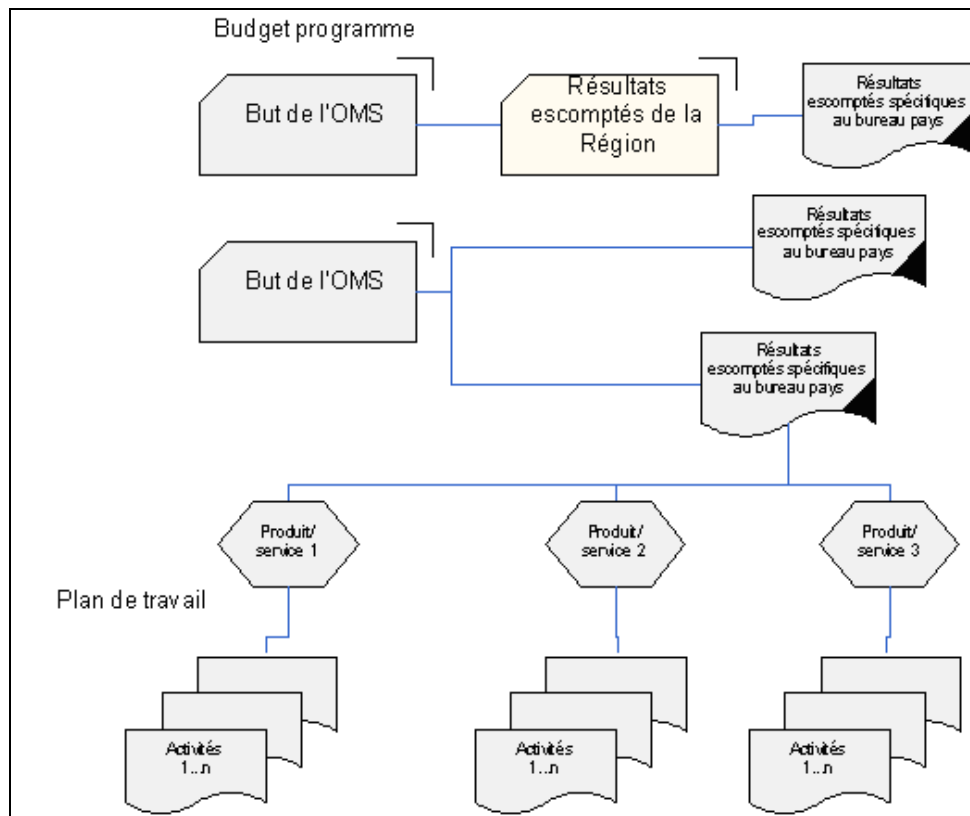 Budget programme
But de l'OMS
Résultats
escomptés de la
Région
Résultats
escomptés spécifiques
au bureau pays
But de l'OMS
Résultats
escomptés spécifiques
au bureau pays
Résultats
escomptés spécifiques
au bureau pays
Produit/
service 1
Produit/
service 2
Produit/
service 3
Plan de travail
Activités
1...n
Activités
1...n
Activités
1...n